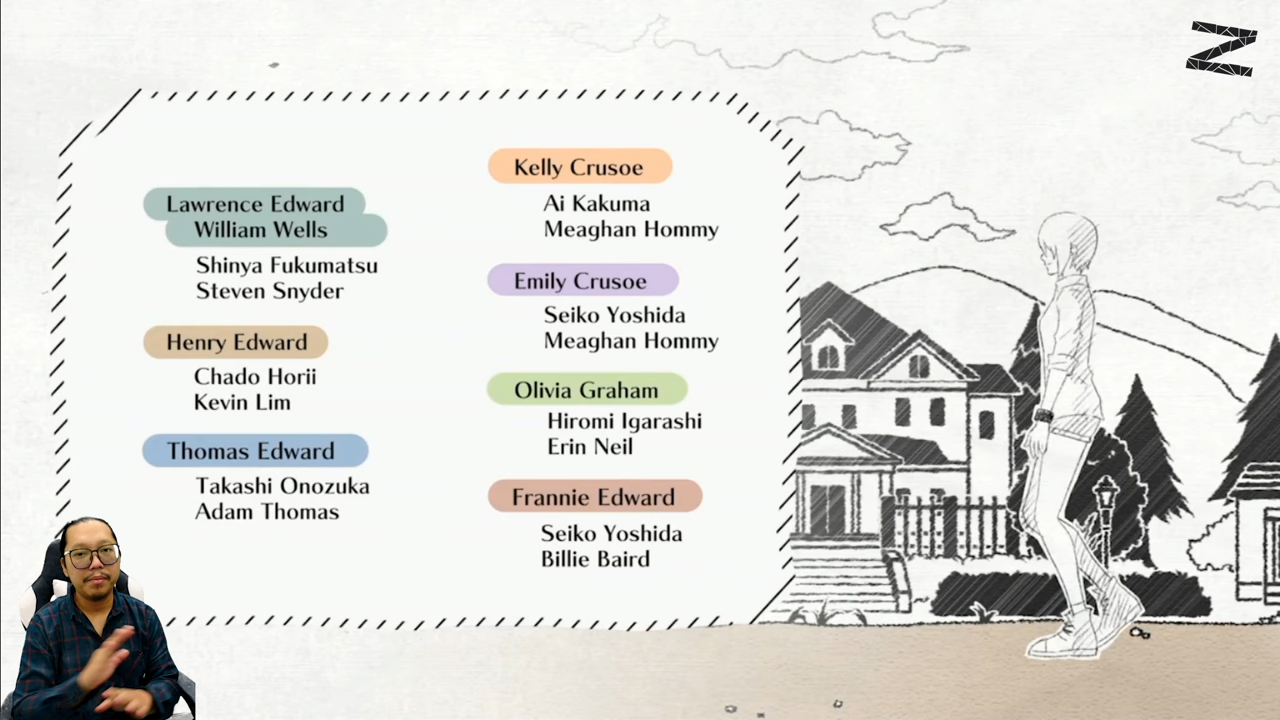 Lawrence Edward
William Wells
Shinya Fukumatsu
Steven Snyder
Henry Edward
Chado Horii
Kevin Lim
Thomas Edward
Takashi Onozuka
Adam Thomas
Kelly Crusoe
Ai Kakuma
Meaghan Hommy
Emily Crusoe
Seiko Yoshida
Meaghan Hommy
Olivia Graham
Hiromi Igarashi
Erin Neil
Frannie Edward
Seiko Yoshida
Billie Baird
Z